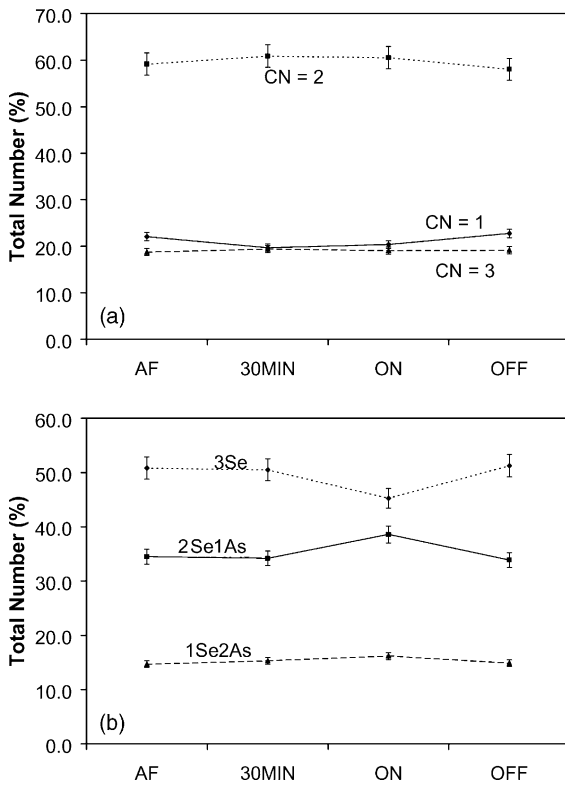 70.0
60.0
50.0
40.0
30.0
20.0
10.0
0.0
Total Number (%)
CN = 2
CN = 1
CN = 3
(a)
AF 30MIN ON OFF
60.0
50.0
40.0
30.0
20.0
10.0
0.0
Total Number (%)
3Se
2Se1As
1Se2As
(b)
AF 30MIN ON OFF